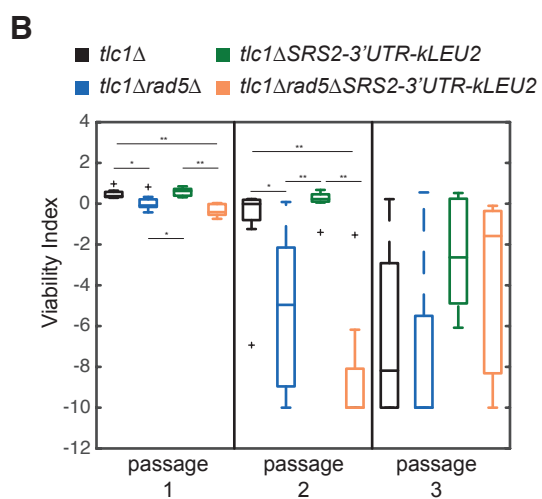 B
tlc1Δ tlc1ΔSRS2-3'UTR-kLEU2
tlc1Δrad5Δ tlc1Δrad5ΔSRS2-3'UTR-kLEU2
Viability Index
4
2
0
-2
-4
-6
-8
-10
-12
** 
* **
*
**
* ** **
passage passage passage
1 2 3